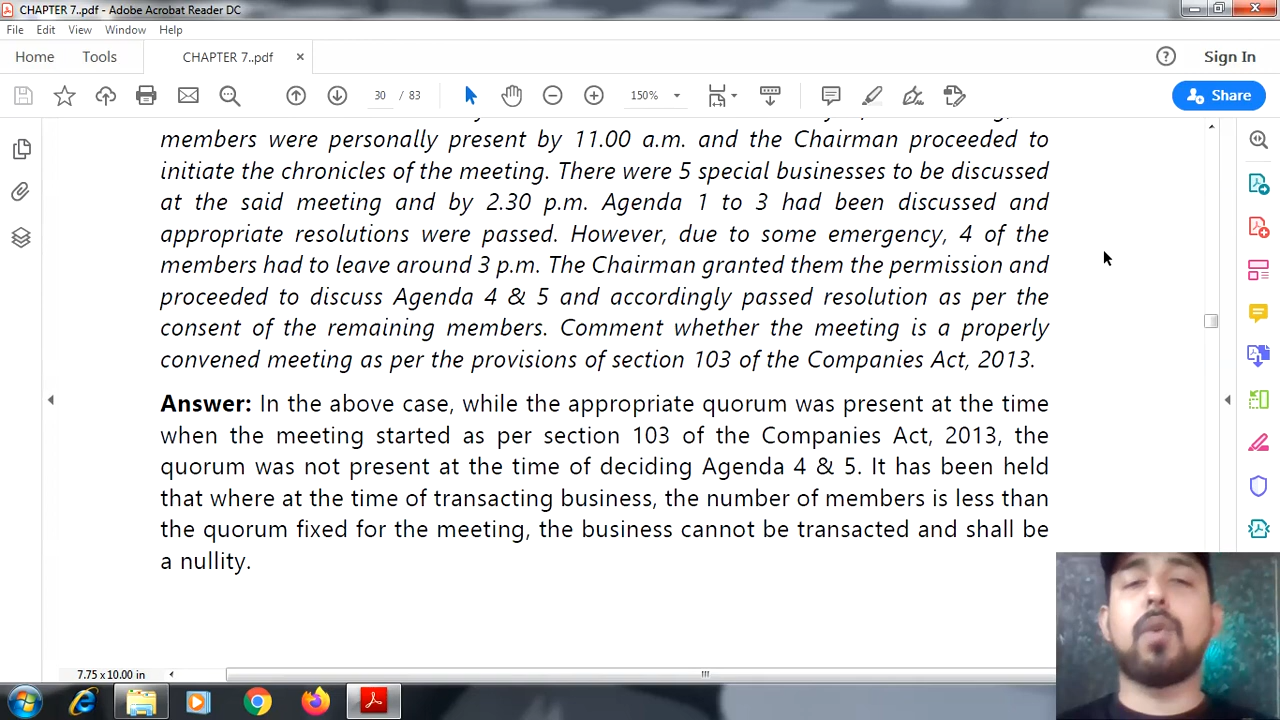 CHAPTER 7..pdf - Adobe Acrobat Reader DC
File Edit View Window Help
Home Tools CHAPTER 7..pdf × Sign In
30 / 83 150% Share
members were personally present by 11.00 a.m. and the Chairman proceeded to
initiate the chronicles of the meeting. There were 5 special businesses to be discussed
at the said meeting and by 2.30 p.m. Agenda 1 to 3 had been discussed and
appropriate resolutions were passed. However, due to some emergency, 4 of the
members had to leave around 3 p.m. The Chairman granted them the permission and
proceeded to discuss Agenda 4 & 5 and accordingly passed resolution as per the
consent of the remaining members. Comment whether the meeting is a properly
convened meeting as per the provisions of section 103 of the Companies Act, 2013.
Answer: In the above case, while the appropriate quorum was present at the time
when the meeting started as per section 103 of the Companies Act, 2013, the
quorum was not present at the time of deciding Agenda 4 & 5. It has been held
that where at the time of transacting business, the number of members is less than
the quorum fixed for the meeting, the business cannot be transacted and shall be
a nullity.
7.75 x 10.00 in